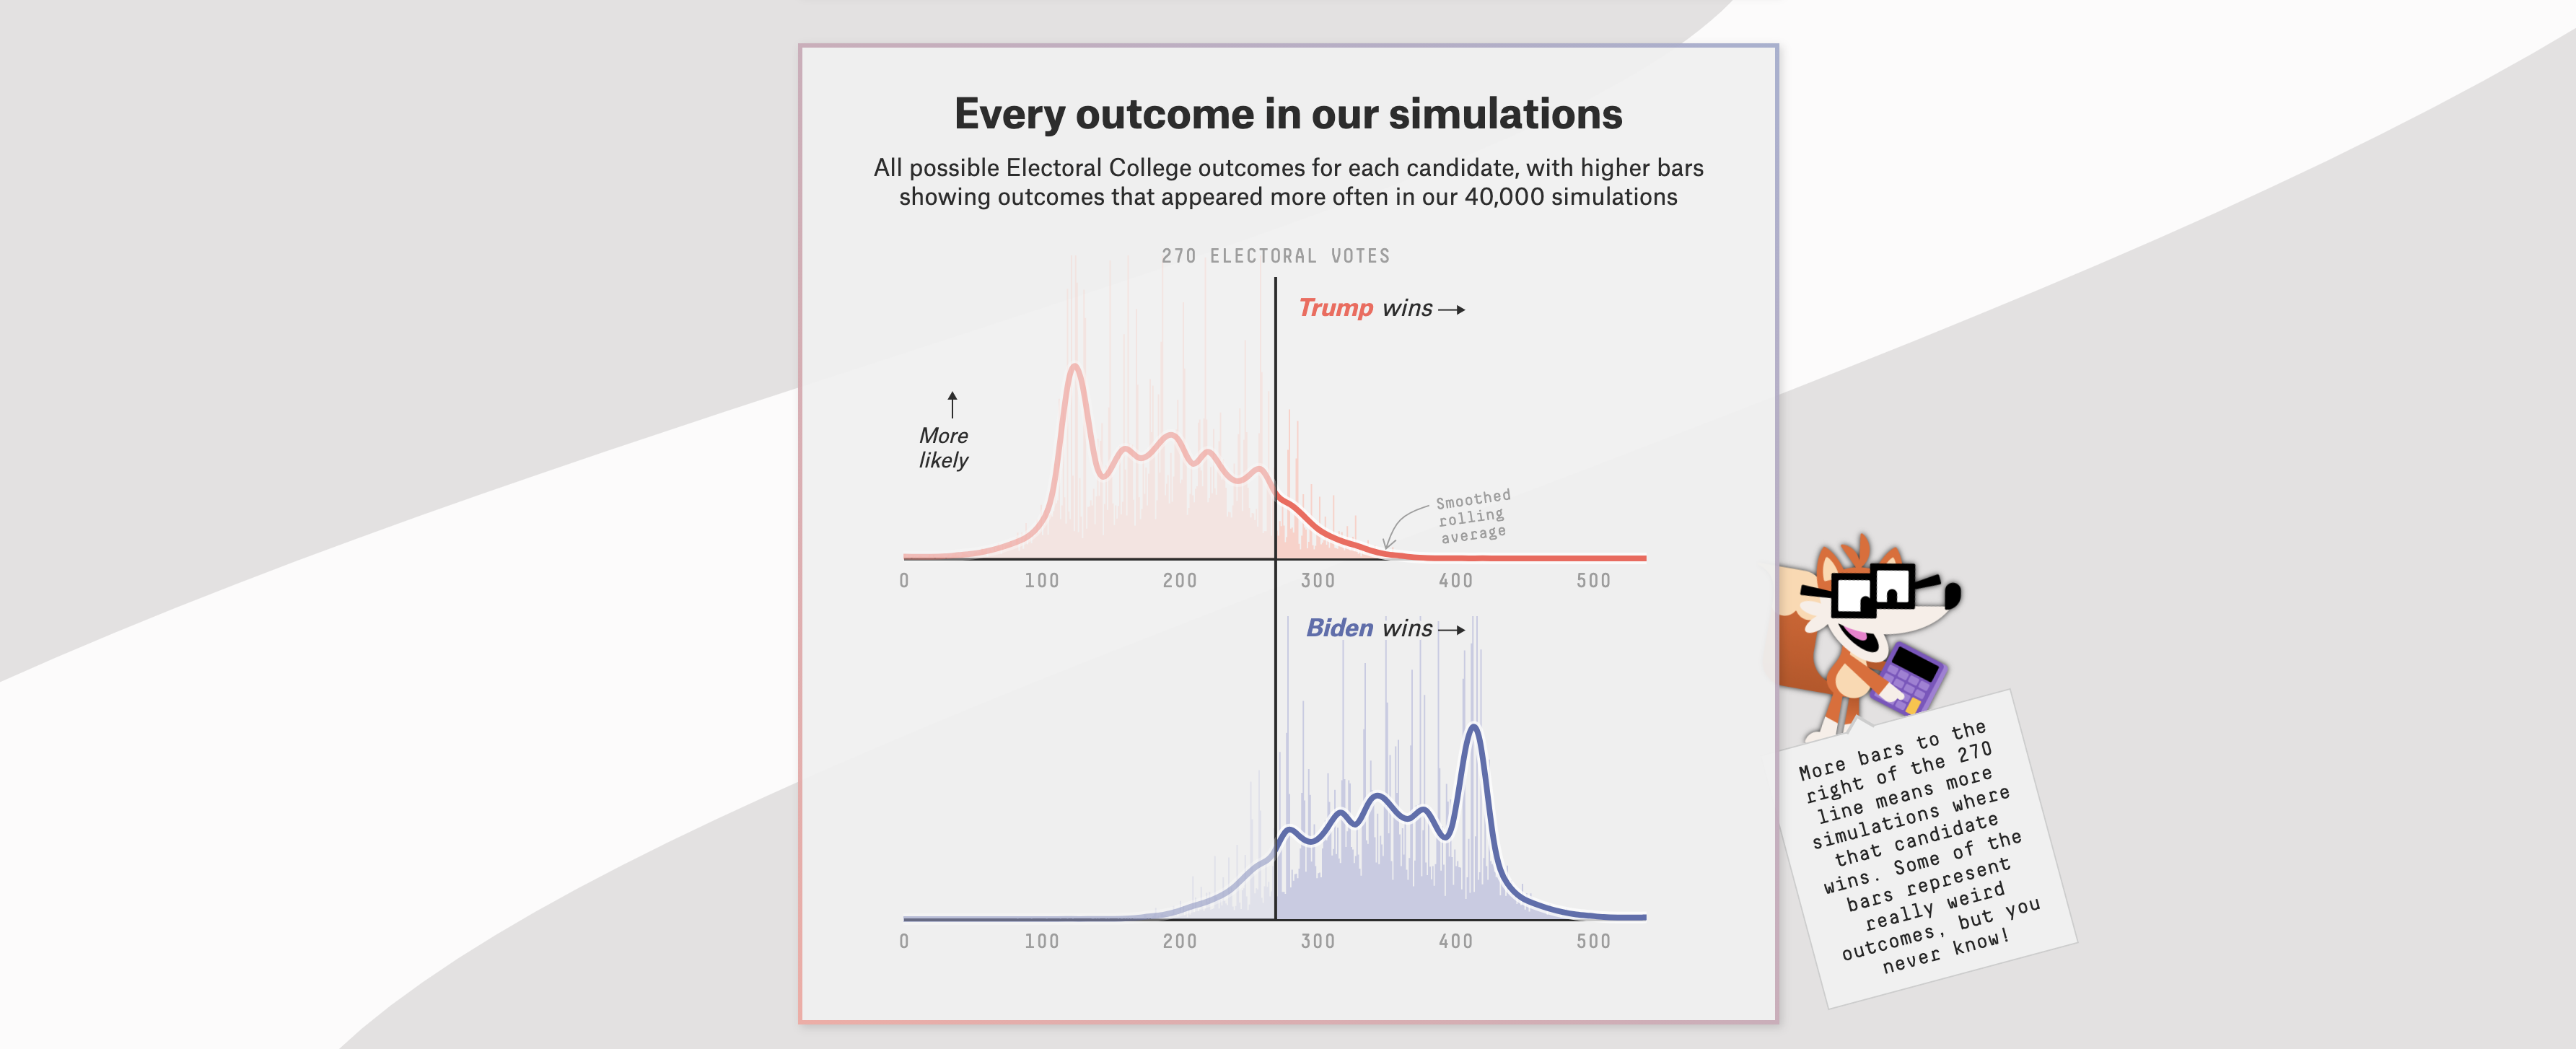 Every outcome in our simulations
All possible Electoral College outcomes for each candidate, with higher bars
showing outcomes that appeared more often in our 40,000 simulations
270 ELECTORAL VOTES
Trump wins→
↑
More
likely
Smoothed
rolling
average
0 100 200 300 400 500
Biden wins→
0 100 200 300 400 500
More bars to the
right of the 270
line means more
simulations where
that candidate
wins. Some of the
bars represent
really weird
outcomes, but you
never know!